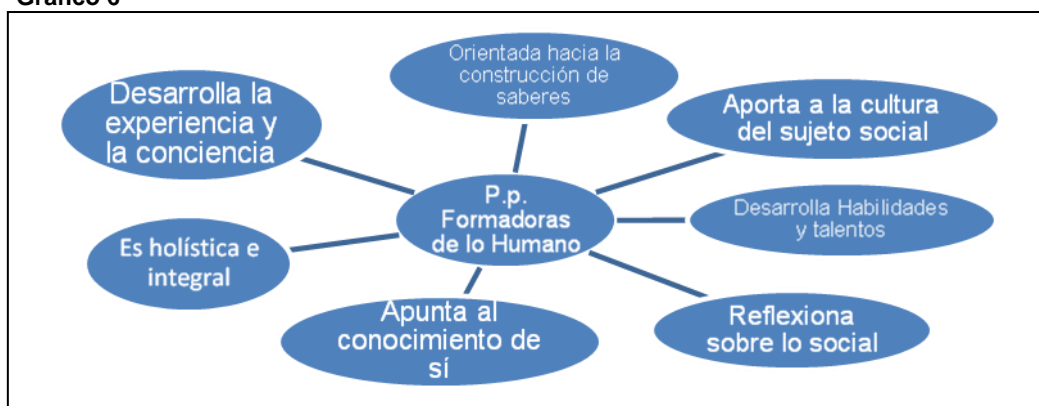 Orientada hacia la
construcción de
saberes
Desarrolla la
experiencia y
la conciencia
Aporta a la cultura
del sujeto social
P.p.
Formadoras
de lo Humano
Desarrolla Habilidades
y talentos
Es holística e
integral
Apunta al
conocimiento de
sí
Reflexiona
sobre lo social